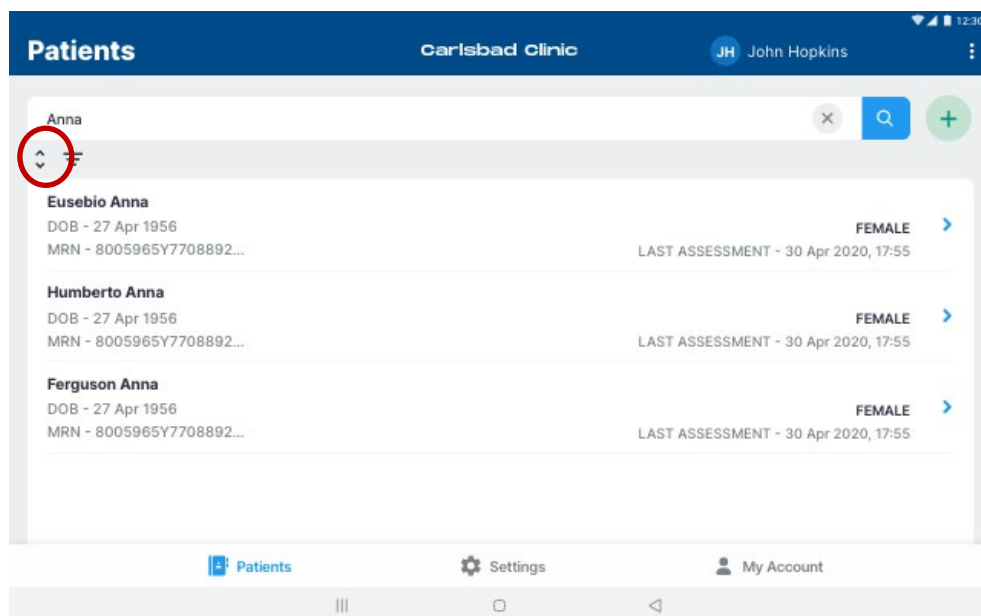 12:30
Patients Carlsbad Clinic JH John Hopkins
Anna
Eusebio Anna
DOB - 27 Apr 1956 FEMALE
MRN - 8005965Y7708892... LAST ASSESSMENT - 30 Apr 2020, 17:55
Humberto Anna
DOB - 27 Apr 1956 FEMALE
MRN - 8005965Y7708892... LAST ASSESSMENT - 30 Apr 2020, 17:55
Ferguson Anna
DOB - 27 Apr 1956 FEMALE
MRN - 8005965Y7708892... LAST ASSESSMENT - 30 Apr 2020, 17:55
Patients Settings My Account